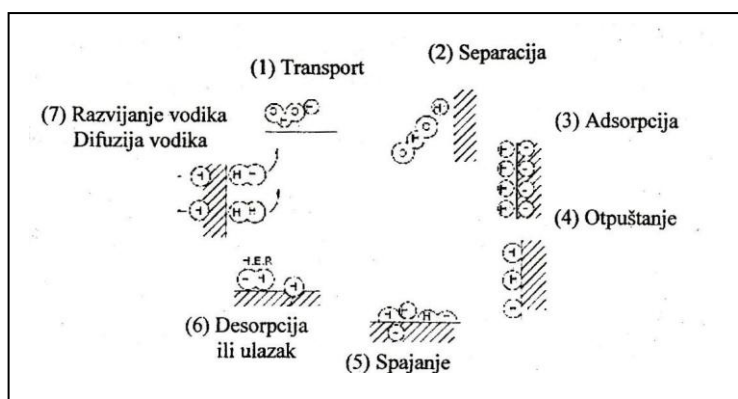 (1) Transport
(2) Separacija
(7) Razvijanje vodika
Difuzija vodika
(3) Adsorpcija
(4) Otpuštanje
H.E.R.
(6) Desorpcija
ili ulazak
(5) Spajanje